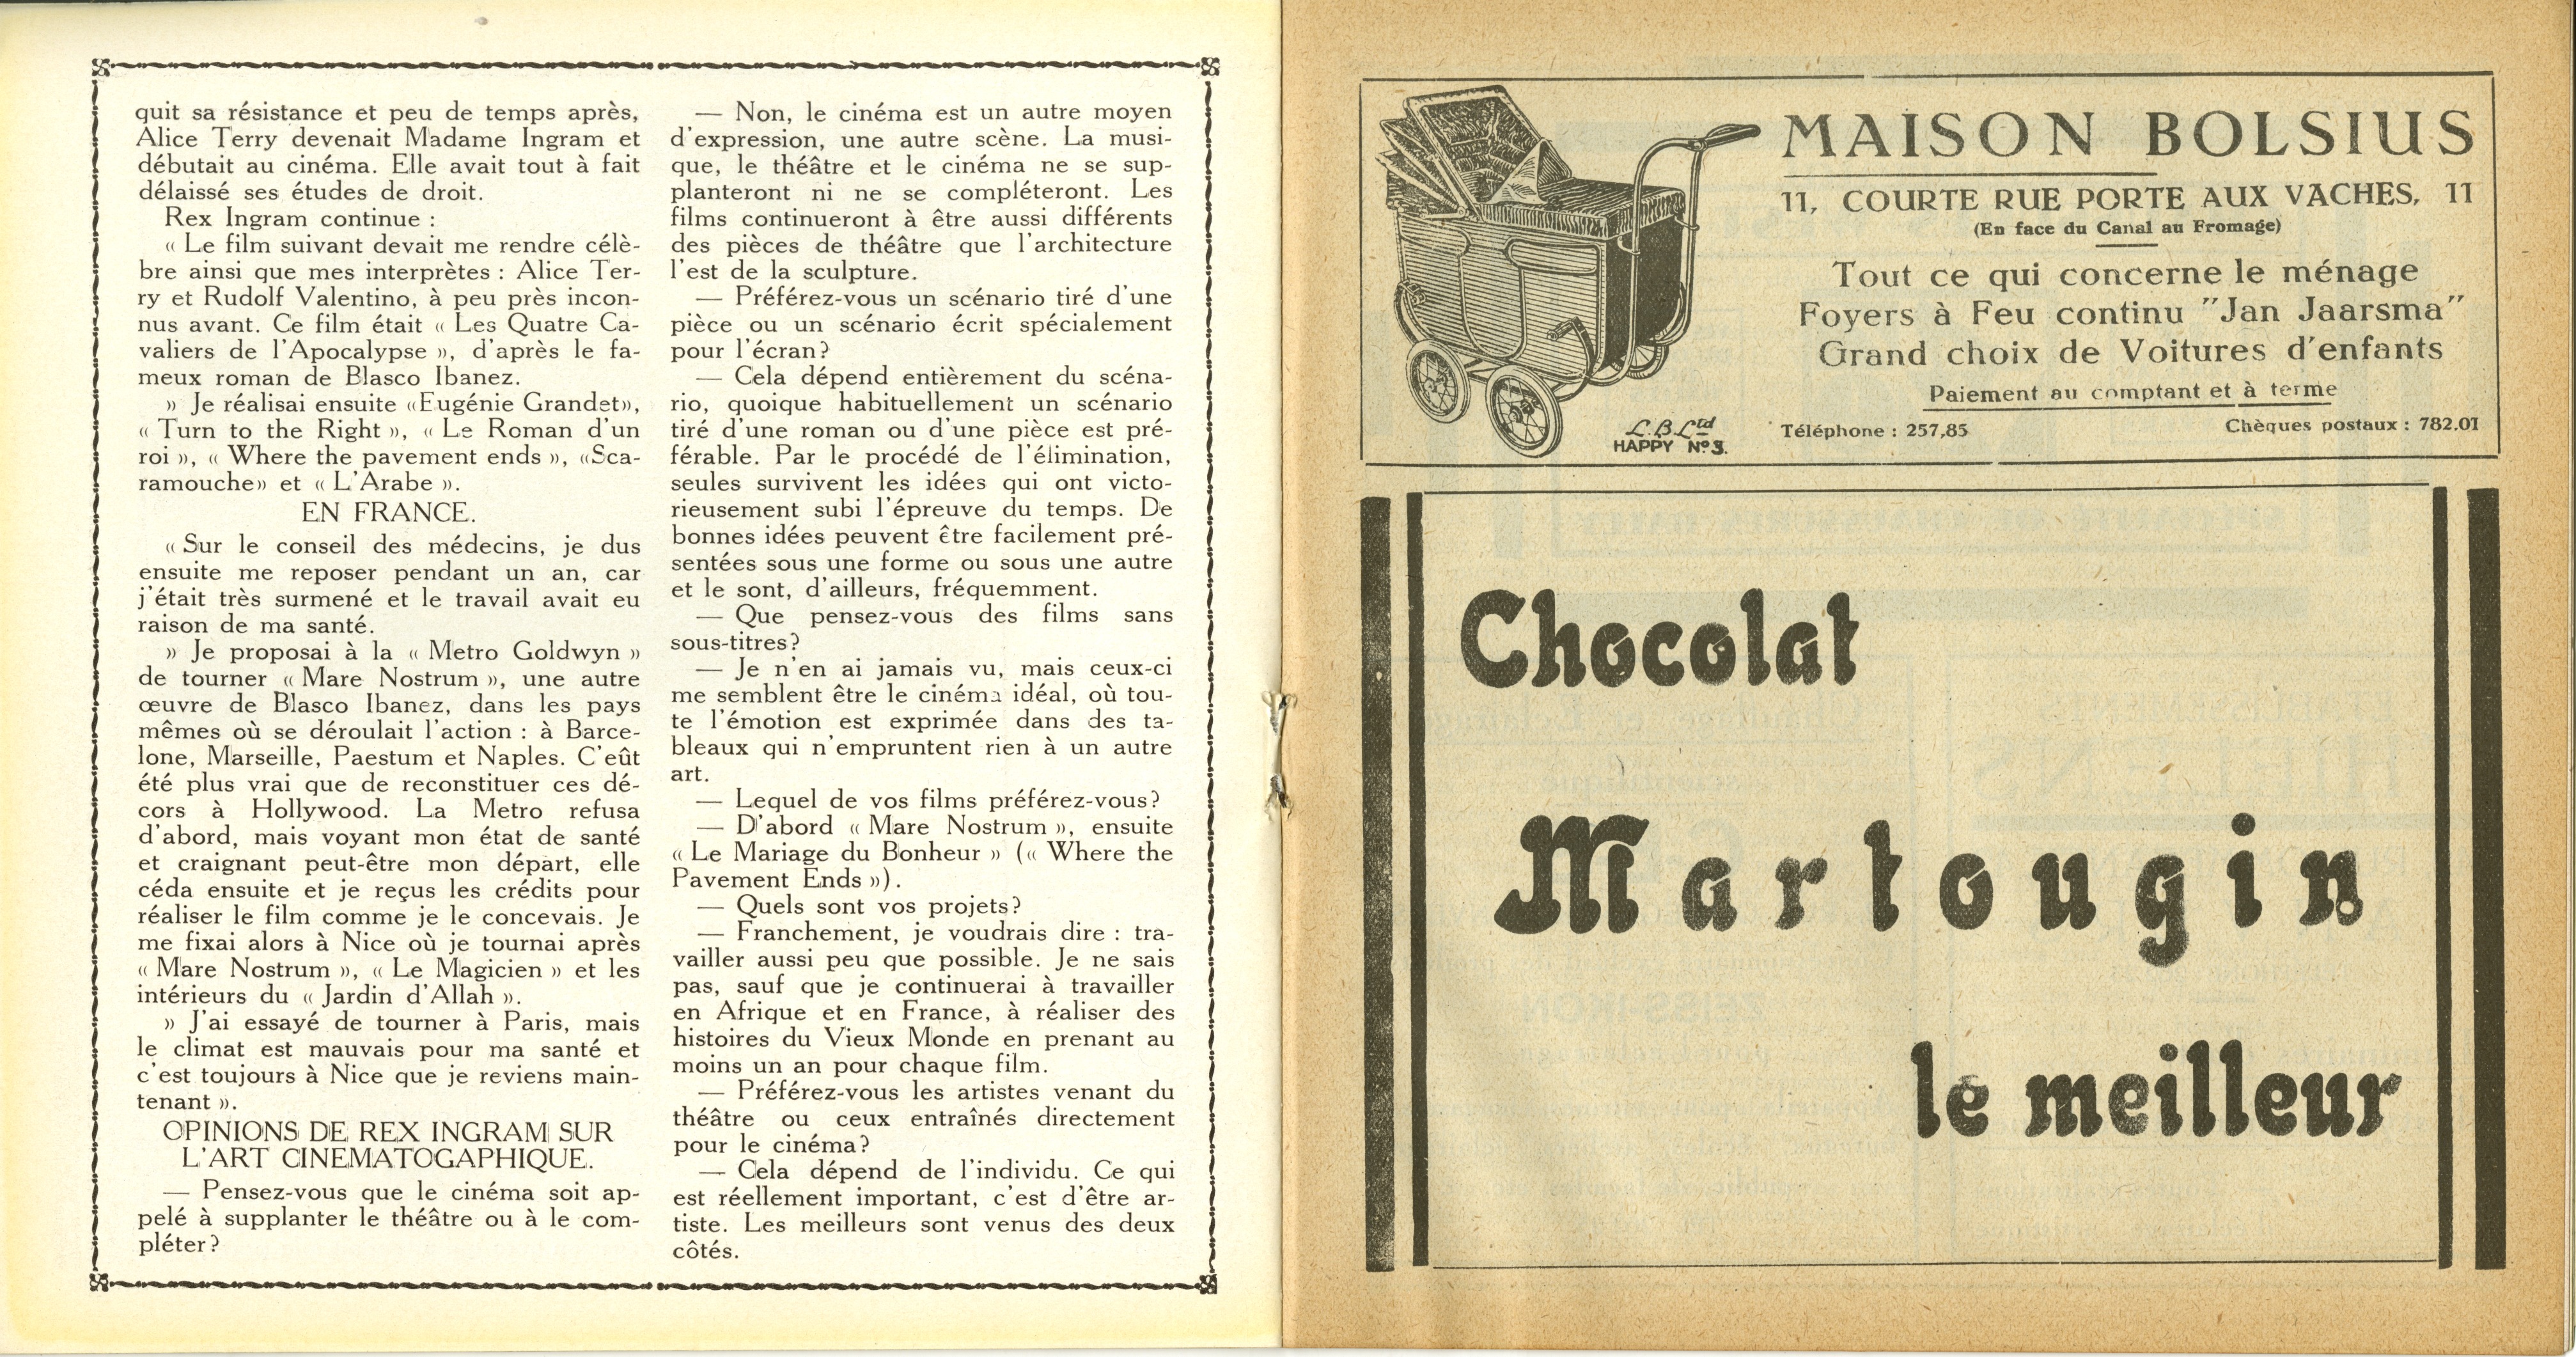 quit sa résistance et peu de temps après,
Alice Terry devenait Madame Ingram et
débutait au cinéma. Elle avait tout à fait
délaissé ses études de droit.
Rex Ingram continue :
« Le film suivant devait me rendre célè-
bre ainsi que mes interprètes : Alice Ter-
ry et Rudolf Valentino, à peu près incon-
nus avant. Ce film était « Les Quatre Ca-
valiers de l'Apocalypse », d'après le fa-
meux roman de Blasco Ibanez.
» Je réalisai ensuite «Eugénie Grandet»,
« Turn to the Right », « Le Roman d'un
roi », « Where the pavement ends », «Sca-
ramouche» et « L'Arabe ».
EN FRANCE.
« Sur le conseil des médecins, je dus
ensuite me reposer pendant un an, car
j'était très surmené et le travail avait eu
raison de ma santé.
» Je proposai à la « Metro Goldwyn »
de tourner « Mare Nostrum », une autre
œuvre de Blasco Ibanez, dans les pays
mêmes où se déroulait l'action : à Barce-
lone, Marseille, Paestum et Naples. C'eût
été plus vrai que de reconstituer ces dé-
cors à Hollywood. La Metro refusa
d'abord, mais voyant mon état de santé
et craignant peut-être mon départ, elle
céda ensuite et je reçus les crédits pour
réaliser le film comme je le concevais. Je
me fixai alors à Nice où je tournai après
« Mare Nostrum », « Le Magicien » et les
intérieurs du « Jardin d'Allah ».
» J'ai essayé de tourner à Paris, mais
le climat est mauvais pour ma santé et
c'est toujours à Nice que je reviens main-
tenant ».
OPINIONS DE REX INGRAM SUR
L'ART CINEMATOGAPHIQUE.
— Pensez-vous que le cinéma soit ap-
pelé à supplanter le théâtre ou à le com-
pléter?
— Non, le cinéma est un autre moyen
d'expression, une autre scène. La musi-
que, le théâtre et le cinéma ne se sup-
planteront ni ne se compléteront. Les
films continueront à être aussi différents
des pièces de théâtre que l'architecture
l'est de la sculpture.
— Préférez-vous un scénario tiré d'une
pièce ou un scénario écrit spécialement
pour l'écran?
— Cela dépend entièrement du scéna-
rio, quoique habituellement un scénario
tiré d'une roman ou d'une pièce est pré-
férable. Par le procédé de l'élimination,
seules survivent les idées qui ont victo-
rieusement subi l'épreuve du temps. De
bonnes idées peuvent être facilement pré-
sentées sous une forme ou sous une autre
et le sont, d'ailleurs, fréquemment.
— Que pensez-vous des films sans
sous-titres?
— Je n'en ai jamais vu, mais ceux-ci
me semblent être le cinéma idéal, où tou-
te l'émotion est exprimée dans des ta-
bleaux qui n'empruntent rien à un autre
art.
— Lequel de vos films préférez-vous?
— D'abord « Mare Nostrum », ensuite
« Le Mariage du Bonheur » (« Where the
Pavement Ends »).
— Quels sont vos projets?
— Franchement, je voudrais dire : tra-
vailler aussi peu que possible. Je ne sais
pas, sauf que je continuerai à travailler
en Afrique et en France, à réaliser des
histoires du Vieux Monde en prenant au
moins un an pour chaque film.
— Préférez-vous les artistes venant du
théâtre ou ceux entraînés directement
pour le cinéma?
— Cela dépend de l'individu. Ce qui
est réellement important, c'est d'être ar-
tiste. Les meilleurs sont venus des deux
côtés.
MAISON BOLSIUS
11, COURTE RUE PORTE AUX VACHES, 11
(En face du Canal au Fromage)
Tout ce qui concerne le ménage
Foyers à Feu continu "Jan Jaarsma"
Grand choix de Voitures d'enfants
Paiement au comptant et à terme
Téléphone : 257,85 Chèques postaux : 782.01
L.B. Ltd
HAPPY Nº 3.
Chocolat
Martougin
le meilleur